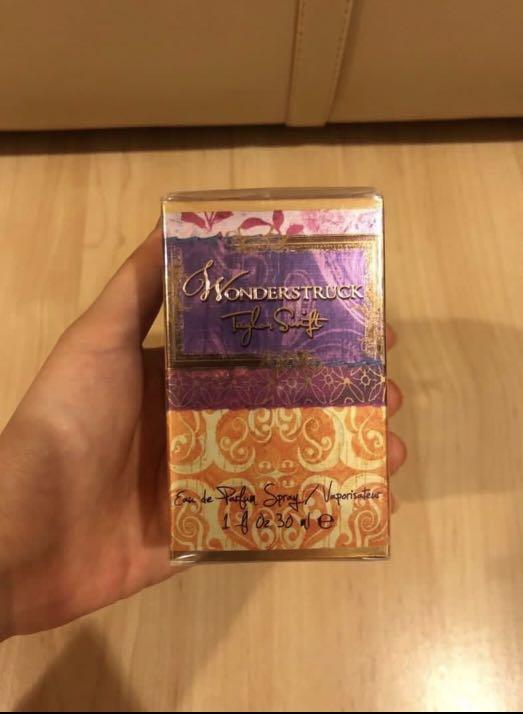 WONDERSTRUCK
Taylor Swift
Eau de Parfum Spray / Vaporisateur
1 fl Oz 30 ml e